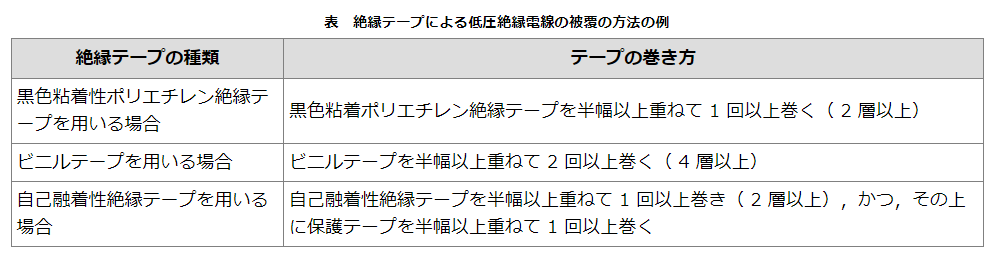 表　絶縁テープによる低圧絶縁電線の被覆の方法の例
絶縁テープの種類
テープの巻き方
黒色粘着性ポリエチレン絶縁テ
ープを用いる場合
黒色粘着ポリエチレン絶縁テープを半幅以上重ねて 1 回以上巻く（ 2 層以上）
ビニルテープを用いる場合
ビニルテープを半幅以上重ねて 2 回以上巻く（ 4 層以上）
自己融着性絶縁テープを用いる
場合
自己融着性絶縁テープを半幅以上重ねて 1 回以上巻き（ 2 層以上），かつ，その上
に保護テープを半幅以上重ねて 1 回以上巻く